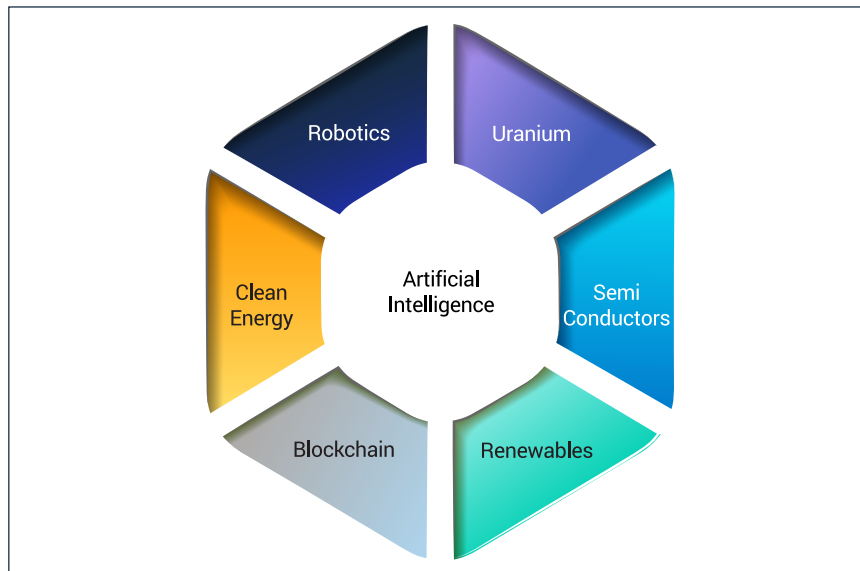 Robotics
Uranium
Clean
Energy
Artificial
Intelligence
Semi
Conductors
Blockchain
Renewables